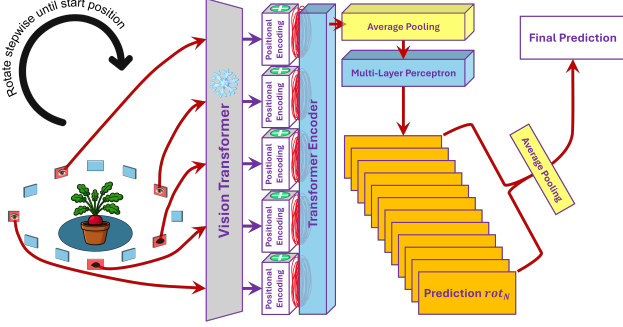 Rotate stepwise until start position
Vision Transformer
Positional
Encoding
Positional
Encoding
Positional
Encoding
Positional
Encoding
Positional
Encoding
Transformer Encoder
Average Pooling
Multi-Layer Perceptron
Prediction rot_N
Average Pooling
Final Prediction